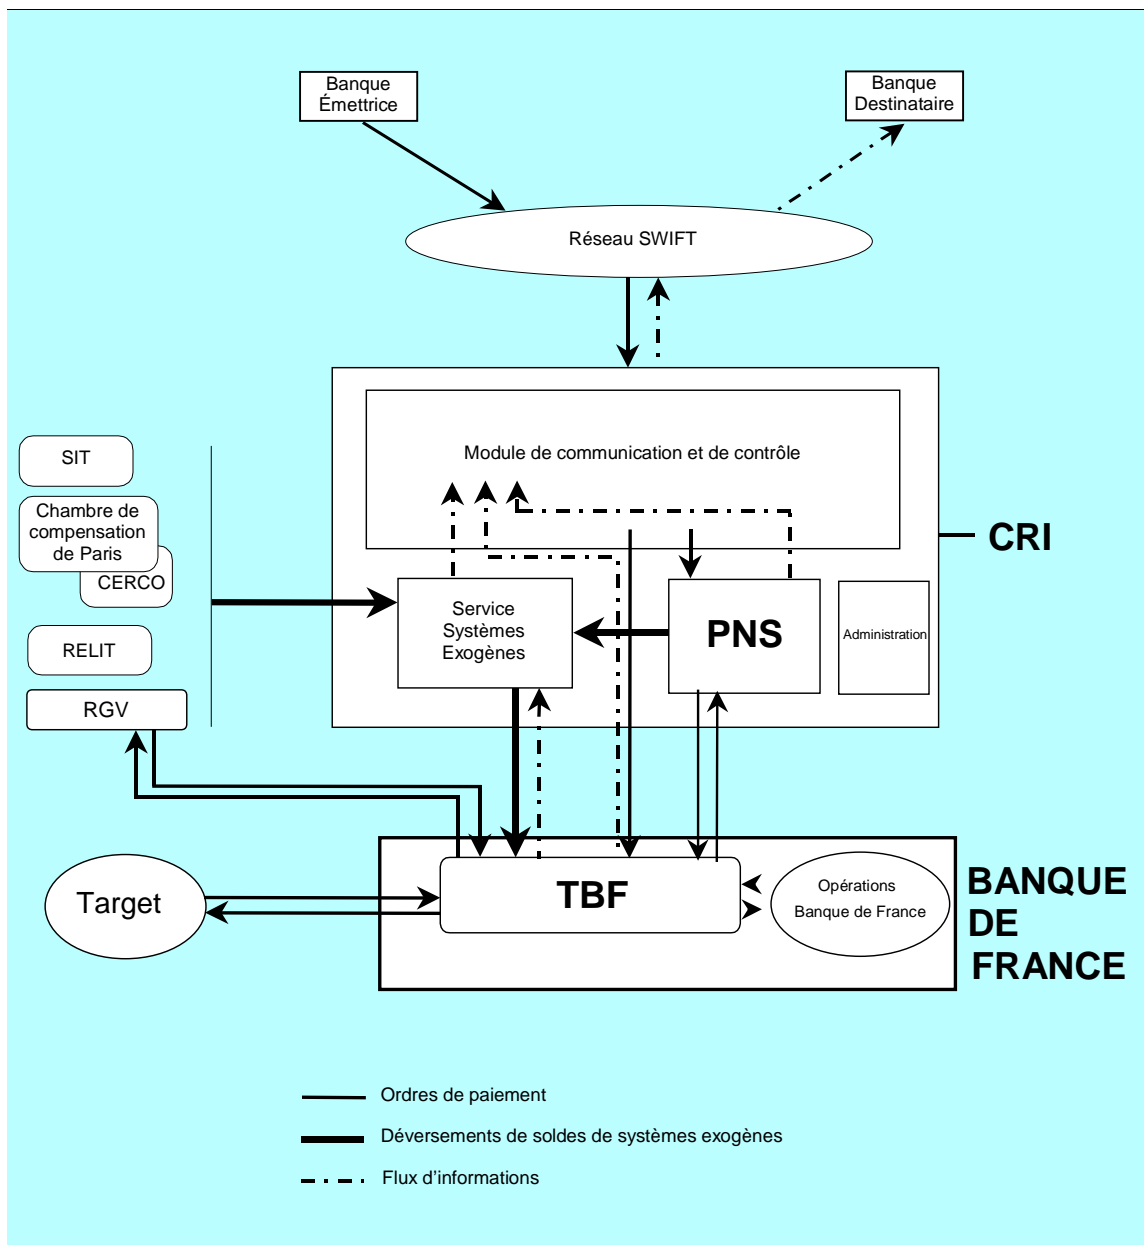 Banque
Émettrice
Banque
Destinataire
Réseau SWIFT
Module de communication et de contrôle
SIT
Chambre de
compensation
de Paris
CERCO
RELIT
RGV
CRI
Service
Systèmes
Exogènes
PNS
Administration
Target
TBF
Opérations
Banque de France
BANQUE
DE
FRANCE
Ordres de paiement
Déversements de soldes de systèmes exogènes
Flux d'informations